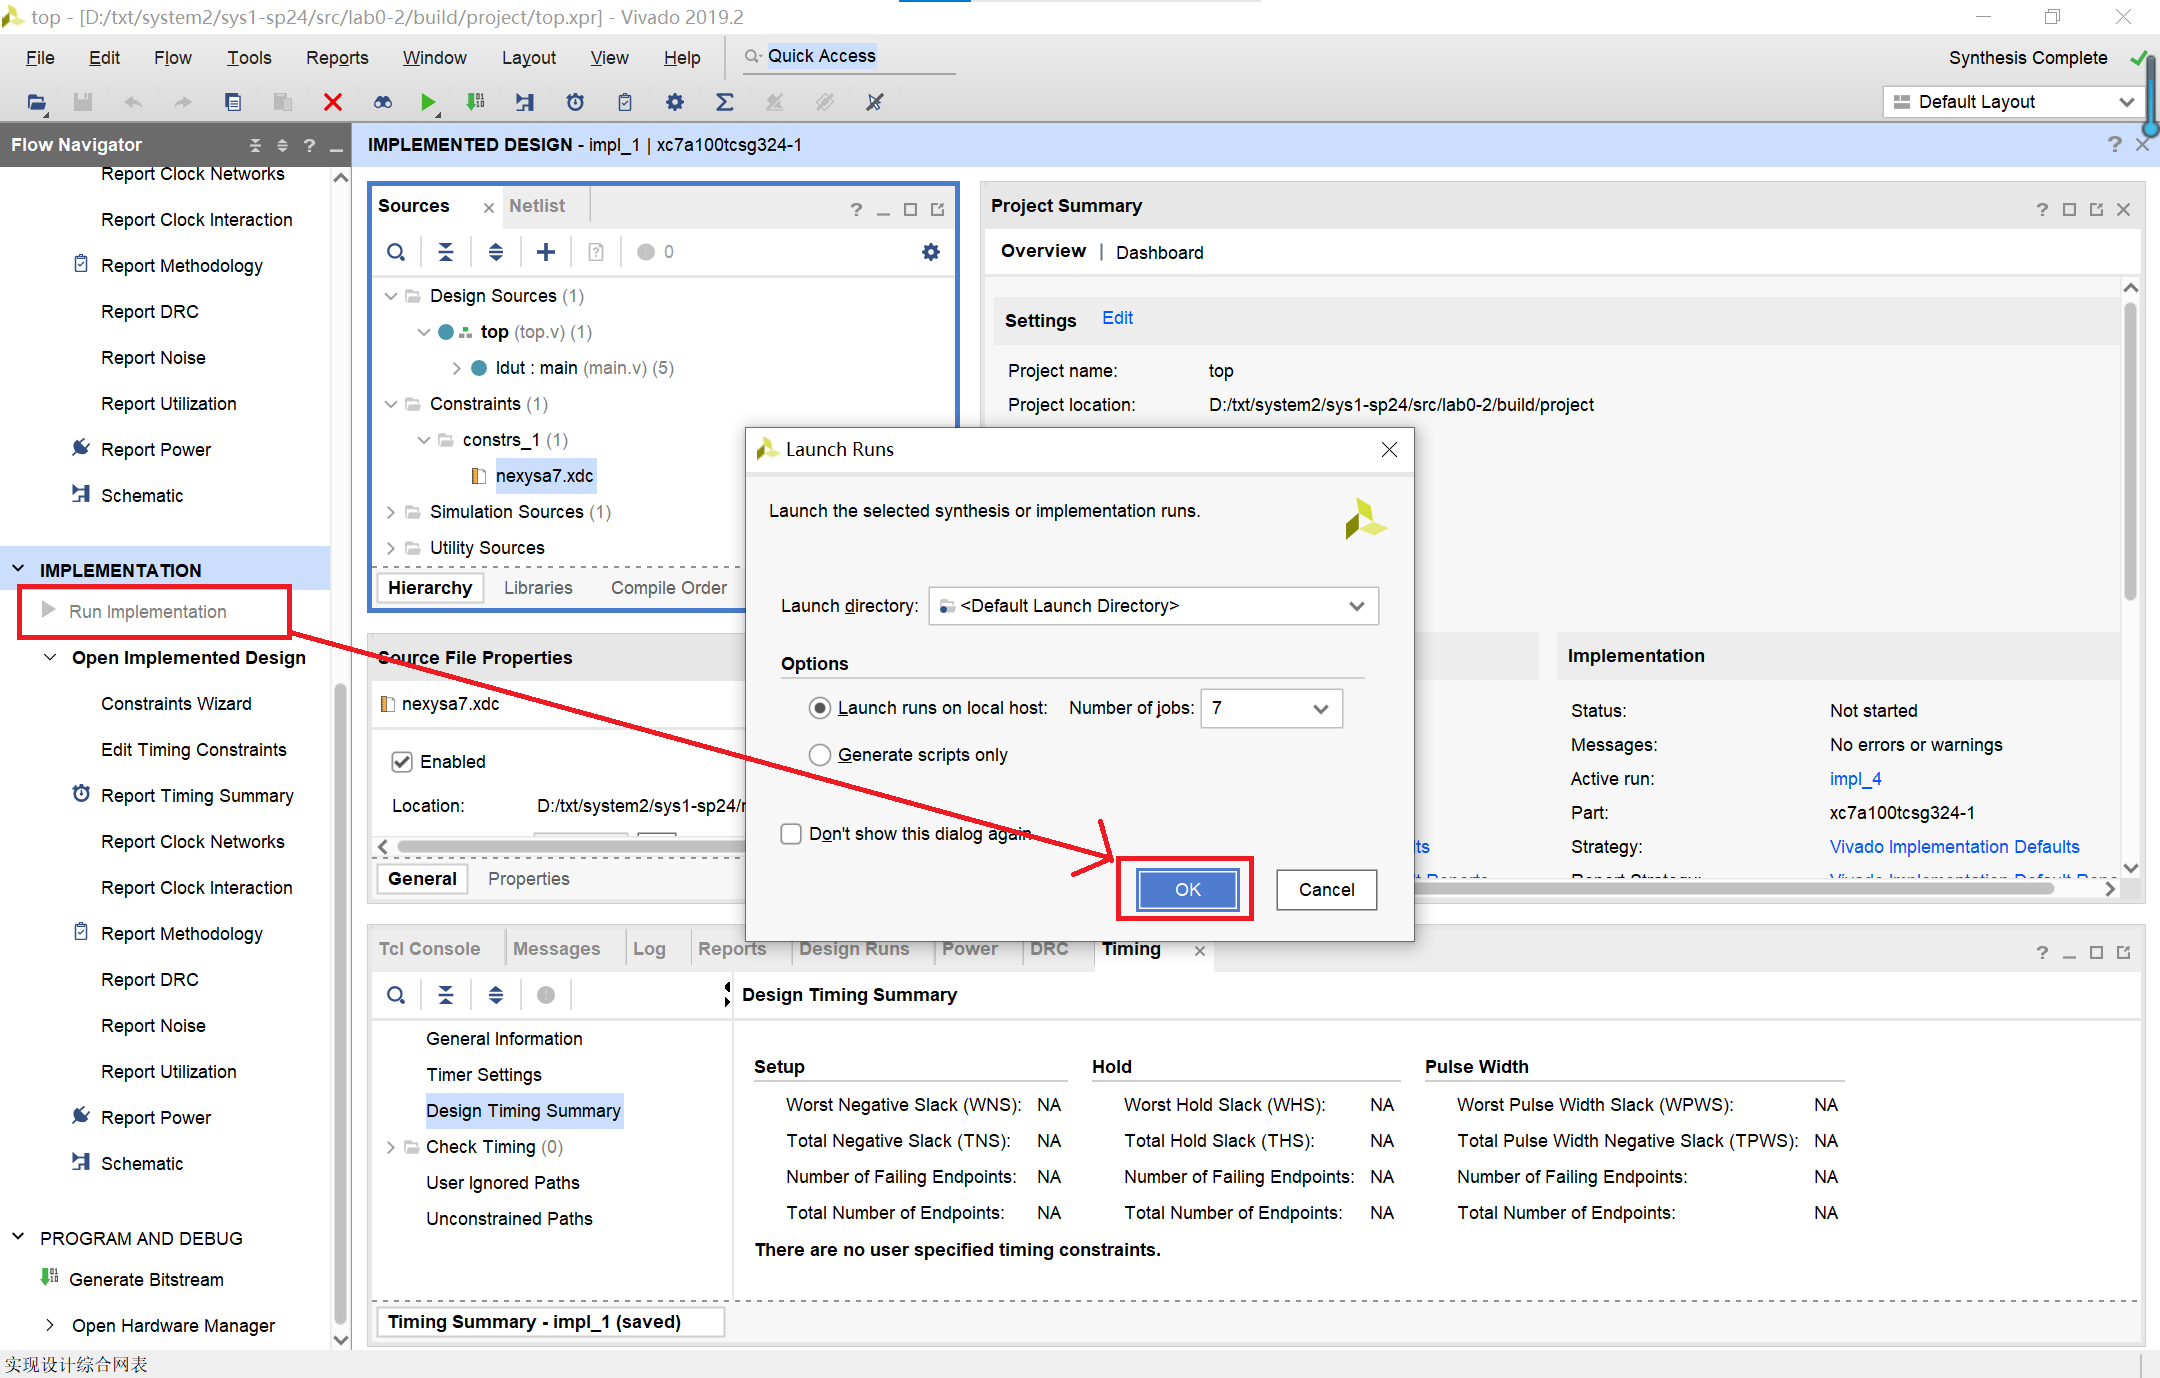 top - [D:/txt/system2/sys1-sp24/src/lab0-2/build/project/top.xpr] - Vivado 2019.2
File Edit Flow Tools Reports Window Layout View Help Quick Access Synthesis Complete
Default Layout
Flow Navigator
IMPLEMENTED DESIGN - impl_1 | xc7a100tcsg324-1
Report Clock Networks
Report Clock Interaction
Report Methodology
Report DRC
Report Noise
Report Utilization
Report Power
Schematic
IMPLEMENTATION
Run Implementation
Open Implemented Design
Constraints Wizard
Edit Timing Constraints
Report Timing Summary
Report Clock Networks
Report Clock Interaction
Report Methodology
Report DRC
Report Noise
Report Utilization
Report Power
Schematic
PROGRAM AND DEBUG
Generate Bitstream
Open Hardware Manager
Sources Netlist
0
Design Sources (1)
top (top.v) (1)
ldut : main (main.v) (5)
Constraints (1)
constrs_1 (1)
nexysa7.xdc
Simulation Sources (1)
Utility Sources
Hierarchy Libraries Compile Order
Source File Properties
nexysa7.xdc
Enabled
Location: D:/txt/system2/sys1-sp24/
General Properties
Project Summary
Overview | Dashboard
Settings Edit
Project name: top
Project location: D:/txt/system2/sys1-sp24/src/lab0-2/build/project
Implementation
Status: Not started
Messages: No errors or warnings
Active run: impl_4
Part: xc7a100tcsg324-1
Strategy: Vivado Implementation Defaults
Launch Runs
Launch the selected synthesis or implementation runs.
Launch directory: <Default Launch Directory>
Options
Launch runs on local host: Number of jobs: 7
Generate scripts only
Don't show this dialog again
OK Cancel
Tcl Console Messages Log Reports Design Runs Power DRC Timing
Design Timing Summary
General Information
Timer Settings
Design Timing Summary
Check Timing (0)
User Ignored Paths
Unconstrained Paths
Setup Hold Pulse Width
Worst Negative Slack (WNS): NA Worst Hold Slack (WHS): NA Worst Pulse Width Slack (WPWS): NA
Total Negative Slack (TNS): NA Total Hold Slack (THS): NA Total Pulse Width Negative Slack (TPWS): NA
Number of Failing Endpoints: NA Number of Failing Endpoints: NA Number of Failing Endpoints: NA
Total Number of Endpoints: NA Total Number of Endpoints: NA Total Number of Endpoints: NA
There are no user specified timing constraints.
Timing Summary - impl_1 (saved)
实现设计综合网表